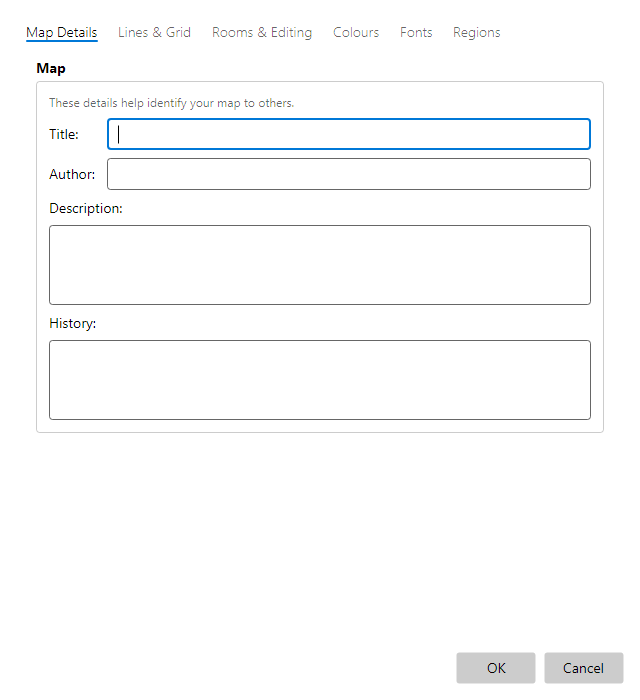 Map Details Lines & Grid Rooms & Editing Colours Fonts Regions
Map
These details help identify your map to others.
Title:
Author:
Description:
History:
OK Cancel